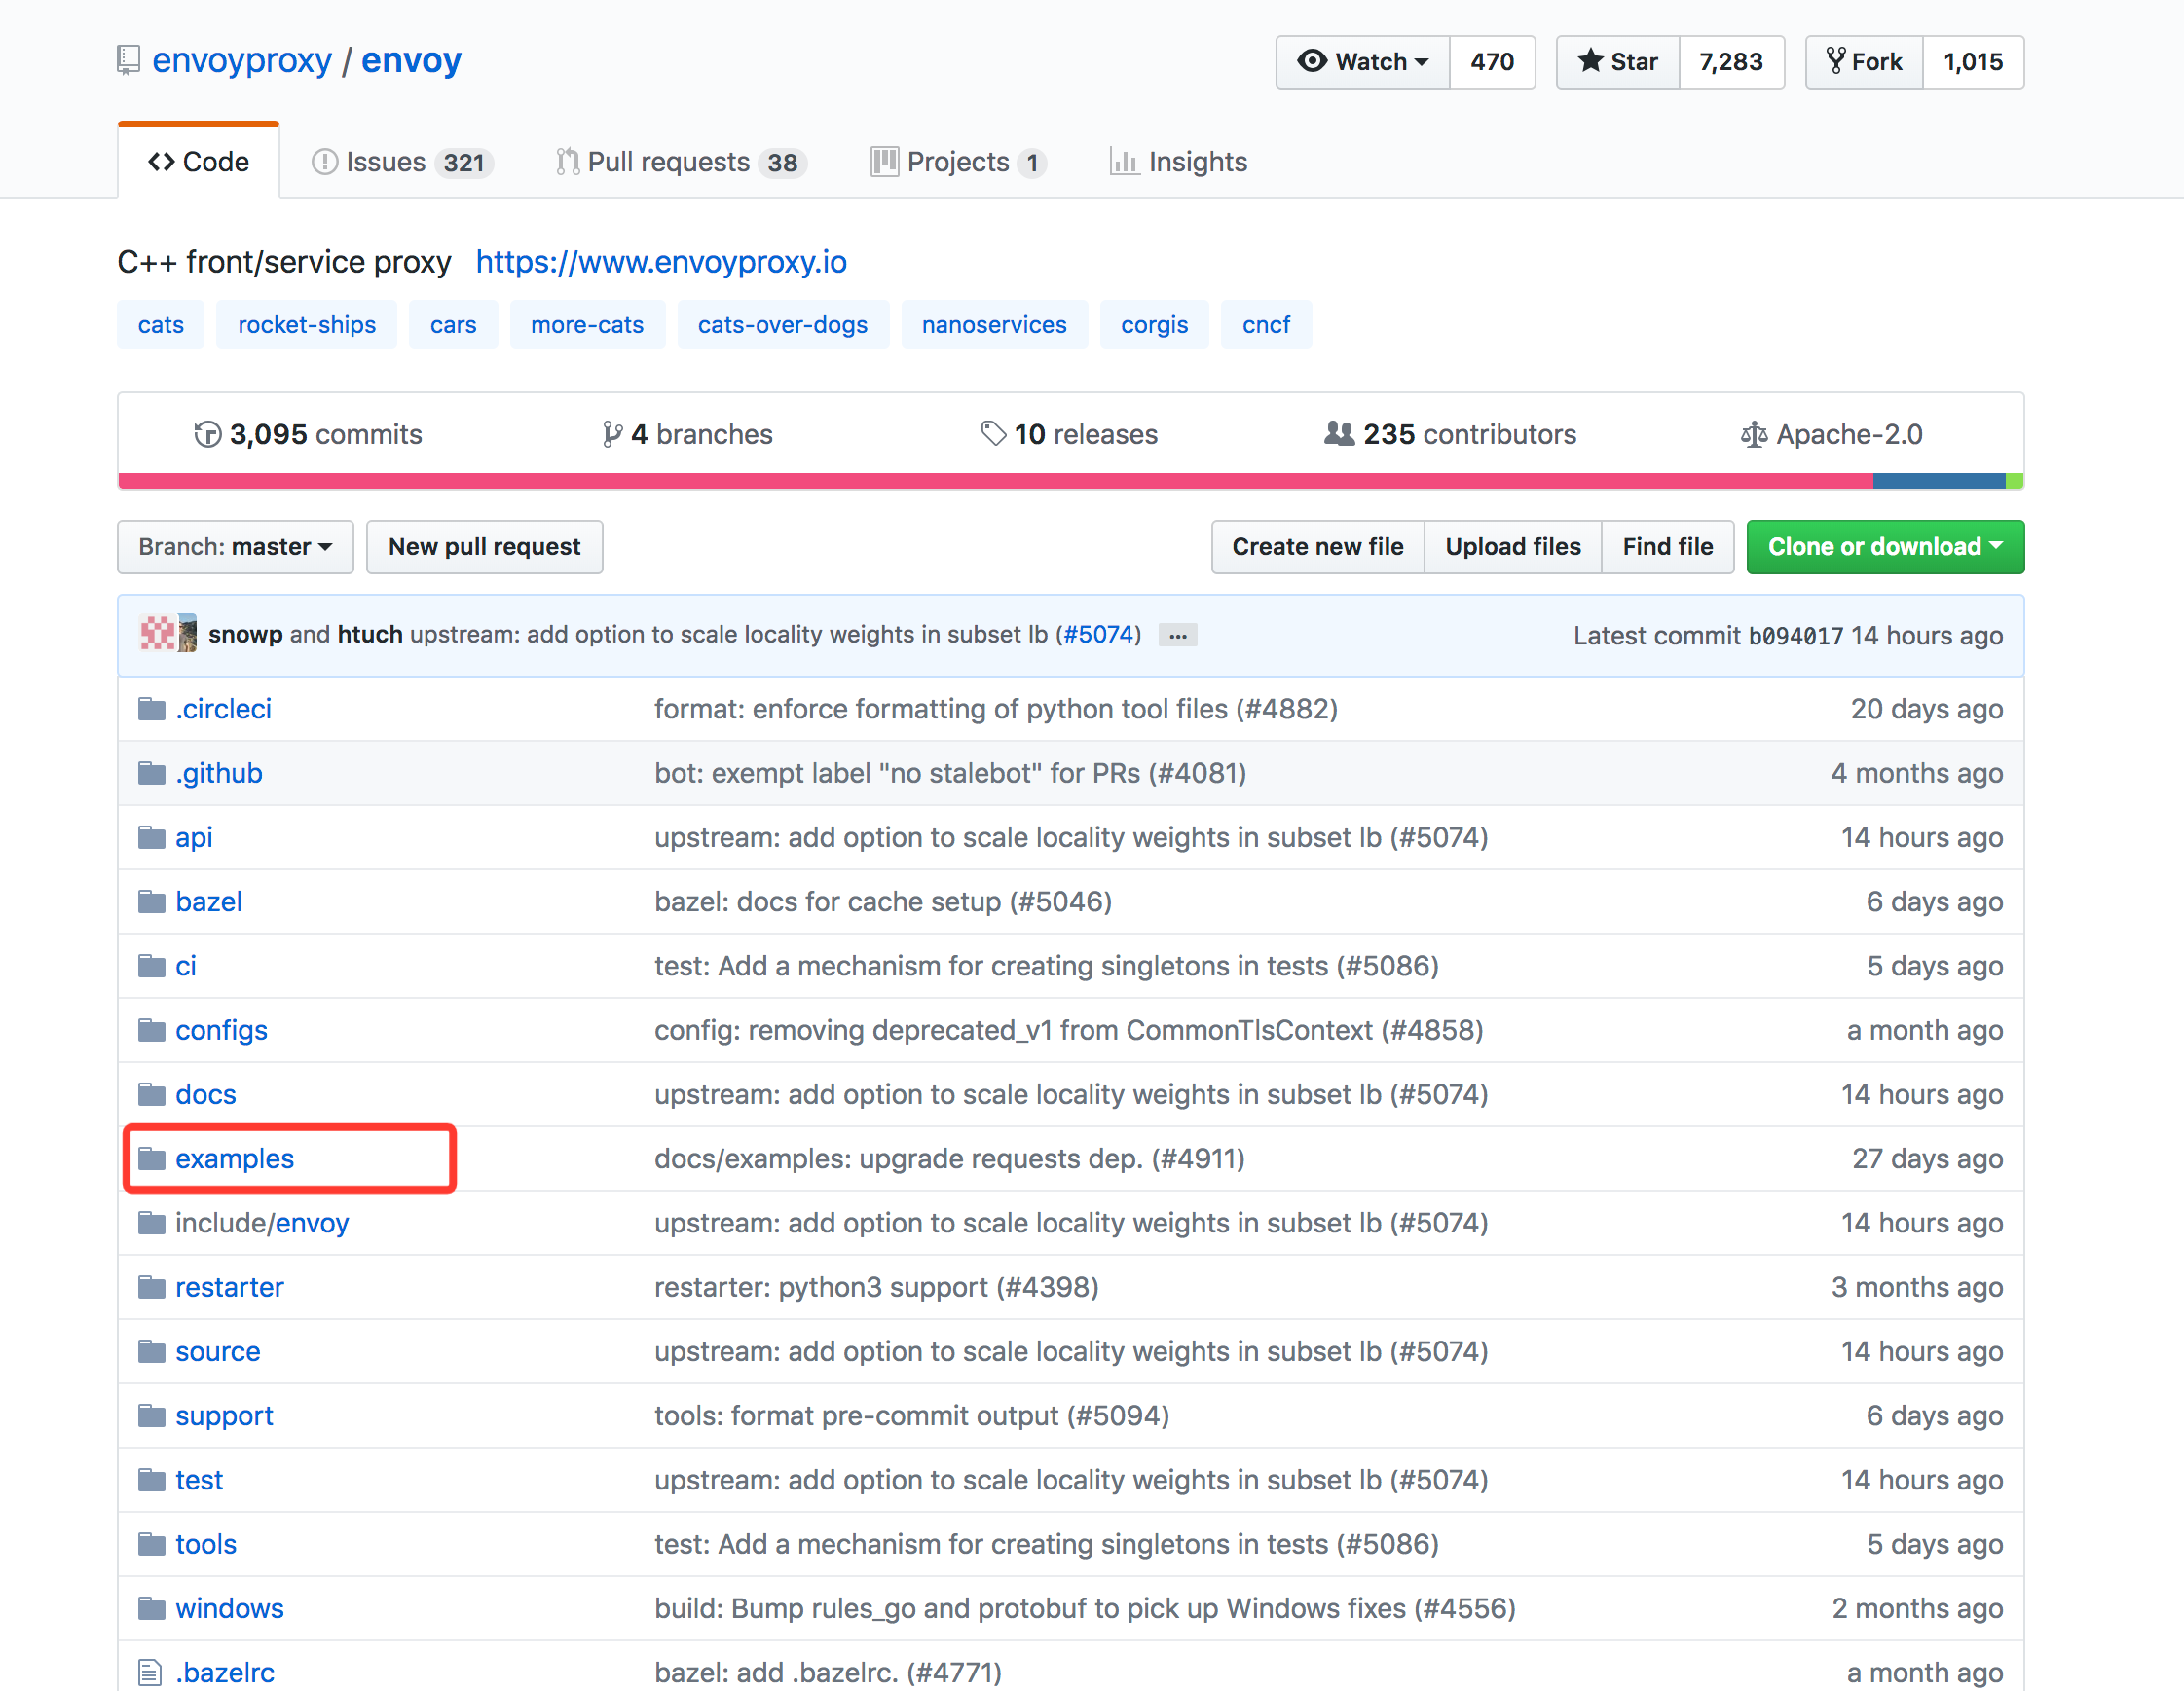 envoyproxy / envoy Watch 470 Star 7,283 Fork 1,015
Code Issues 321 Pull requests 38 Projects 1 Insights
C++ front/service proxy https://www.envoyproxy.io
cats rocket-ships cars more-cats cats-over-dogs nanoservices corgis cncf
3,095 commits 4 branches 10 releases 235 contributors Apache-2.0
Branch: master New pull request Create new file Upload files Find file Clone or download
snowp and htuch upstream: add option to scale locality weights in subset lb (#5074) ... Latest commit b094017 14 hours ago
.circleci format: enforce formatting of python tool files (#4882) 20 days ago
.github bot: exempt label "no stalebot" for PRs (#4081) 4 months ago
api upstream: add option to scale locality weights in subset lb (#5074) 14 hours ago
bazel bazel: docs for cache setup (#5046) 6 days ago
ci test: Add a mechanism for creating singletons in tests (#5086) 5 days ago
configs config: removing deprecated_v1 from CommonTlsContext (#4858) a month ago
docs upstream: add option to scale locality weights in subset lb (#5074) 14 hours ago
examples docs/examples: upgrade requests dep. (#4911) 27 days ago
include/envoy upstream: add option to scale locality weights in subset lb (#5074) 14 hours ago
restarter restarter: python3 support (#4398) 3 months ago
source upstream: add option to scale locality weights in subset lb (#5074) 14 hours ago
support tools: format pre-commit output (#5094) 6 days ago
test upstream: add option to scale locality weights in subset lb (#5074) 14 hours ago
tools test: Add a mechanism for creating singletons in tests (#5086) 5 days ago
windows build: Bump rules_go and protobuf to pick up Windows fixes (#4556) 2 months ago
.bazelrc bazel: add .bazelrc. (#4771) a month ago